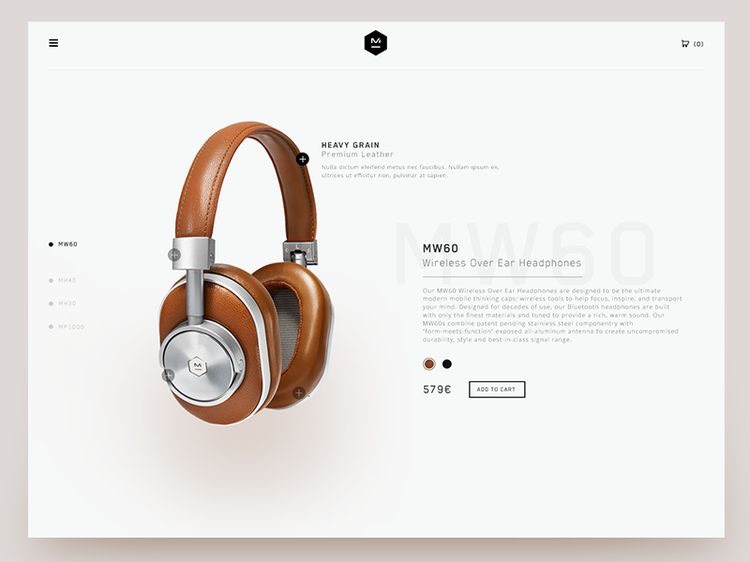 M
(0)
HEAVY GRAIN
Premium Leather
Nulla dictum eleifend metus nec faucibus. Nullam ipsum ex,
ultrices ut efficitur non, pulvinar at sapien.
MW60
MW60
MH40
MH30
MP1000
MW60
Wireless Over Ear Headphones
Our MW60 Wireless Over Ear Headphones are designed to be the ultimate
modern mobile thinking caps: wireless tools to help focus, inspire, and transport
your mind. Designed for decades of use, our Bluetooth headphones are built
with only the finest materials and tuned to provide a rich, warm sound. Our
MW60s combine patent pending stainless steel componentry with
"form-meets-function" exposed all-aluminum antenna to create uncompromised
durability, style and best-in-class signal range.
M
579€
ADD TO CART